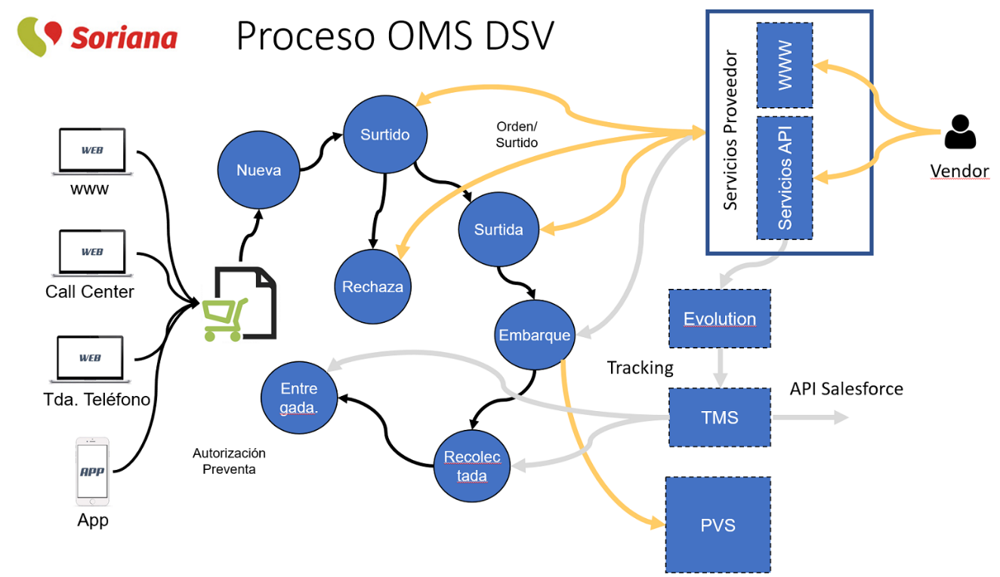 Soriana
Proceso OMS DSV
WEB
www
WEB
Call Center
WEB
Tda. Teléfono
APP
App
Nueva
Surtido
Rechaza
Surtida
Embarque
Entre
gada.
Recolec
tada
Autorización
Preventa
Orden/
Surtido
Servicios Proveedor
WWW
Servicios API
Vendor
Evolution
Tracking
TMS
API Salesforce
PVS